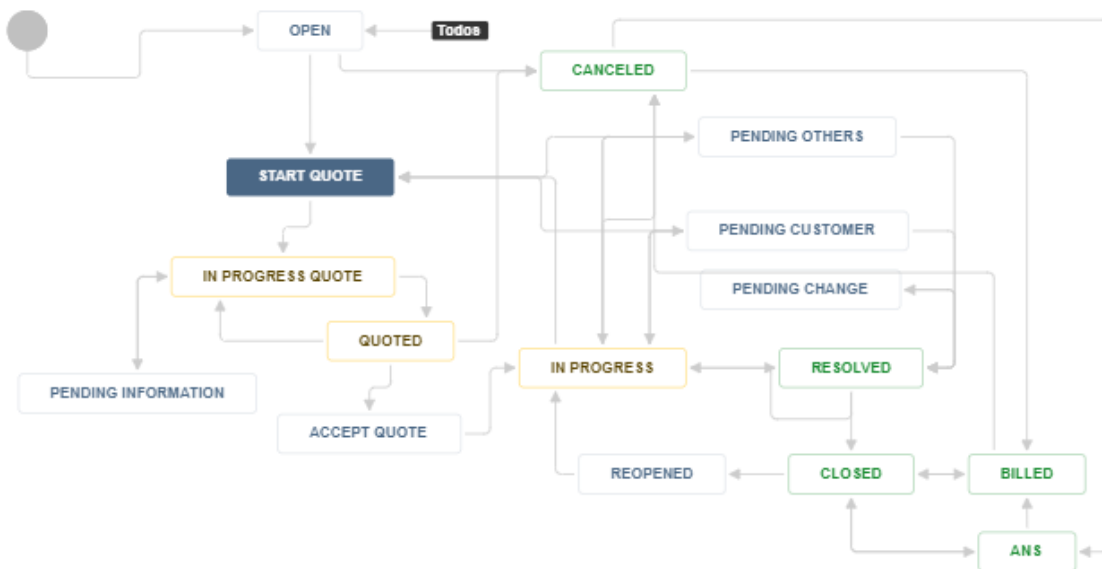 OPEN
Todos
CANCELED
PENDING OTHERS
START QUOTE
PENDING CUSTOMER
IN PROGRESS QUOTE
PENDING CHANGE
QUOTED
IN PROGRESS
RESOLVED
PENDING INFORMATION
ACCEPT QUOTE
REOPENED
CLOSED
BILLED
ANS